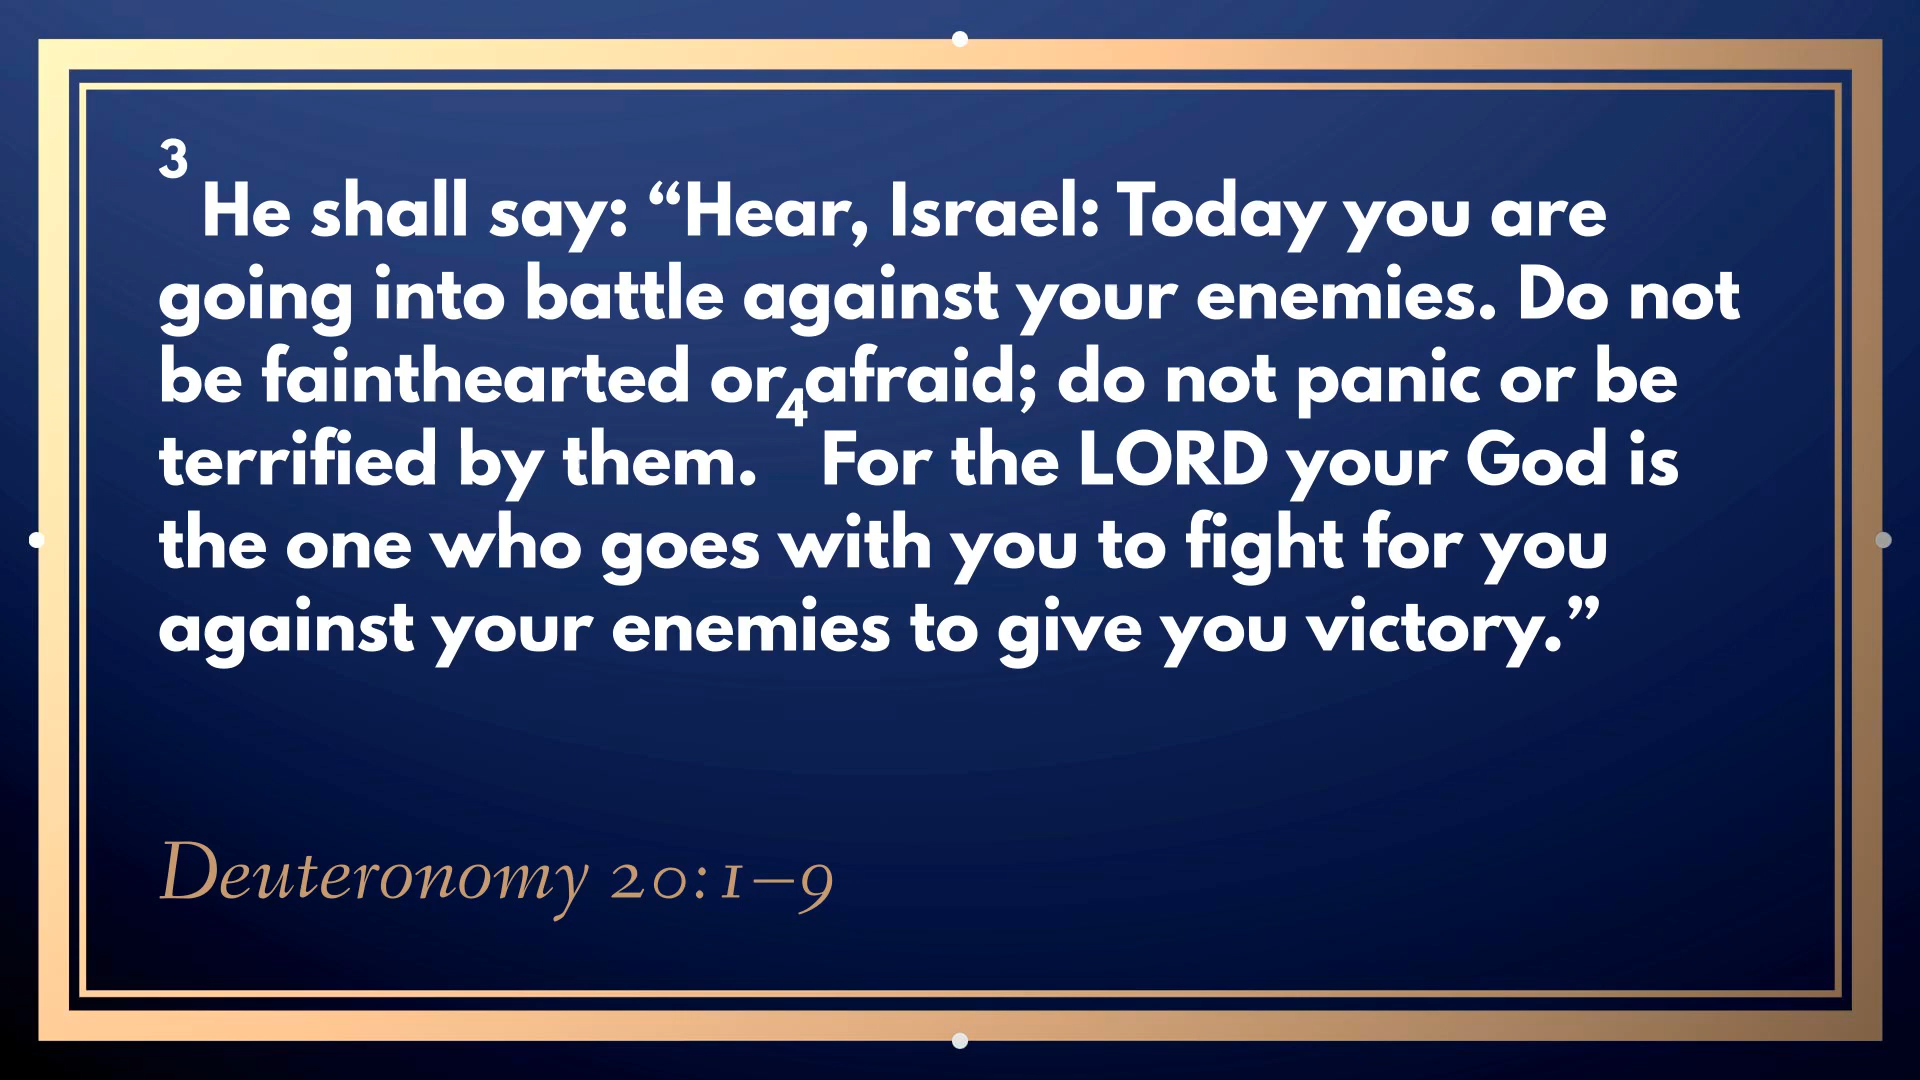 3 He shall say: “Hear, Israel: Today you are
going into battle against your enemies. Do not
be fainthearted or afraid; do not panic or be
terrified by them. 4 For the LORD your God is
the one who goes with you to fight for you
against your enemies to give you victory.”
Deuteronomy 20:1–9